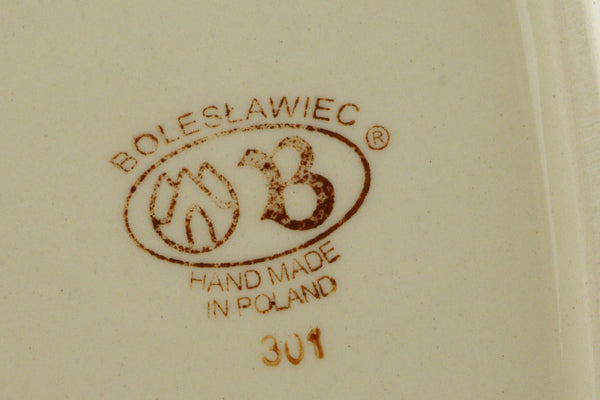 BOLESŁAWIEC ®
B
HAND MADE
IN POLAND
301